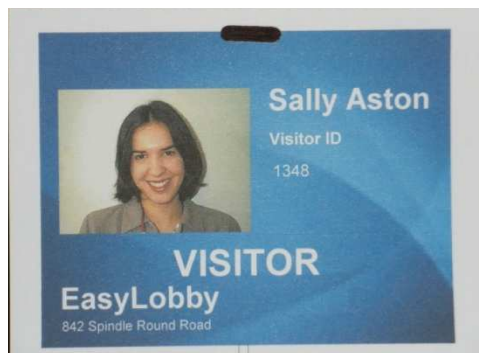 Sally Aston
Visitor ID
1348
VISITOR
EasyLobby
842 Spindle Round Road